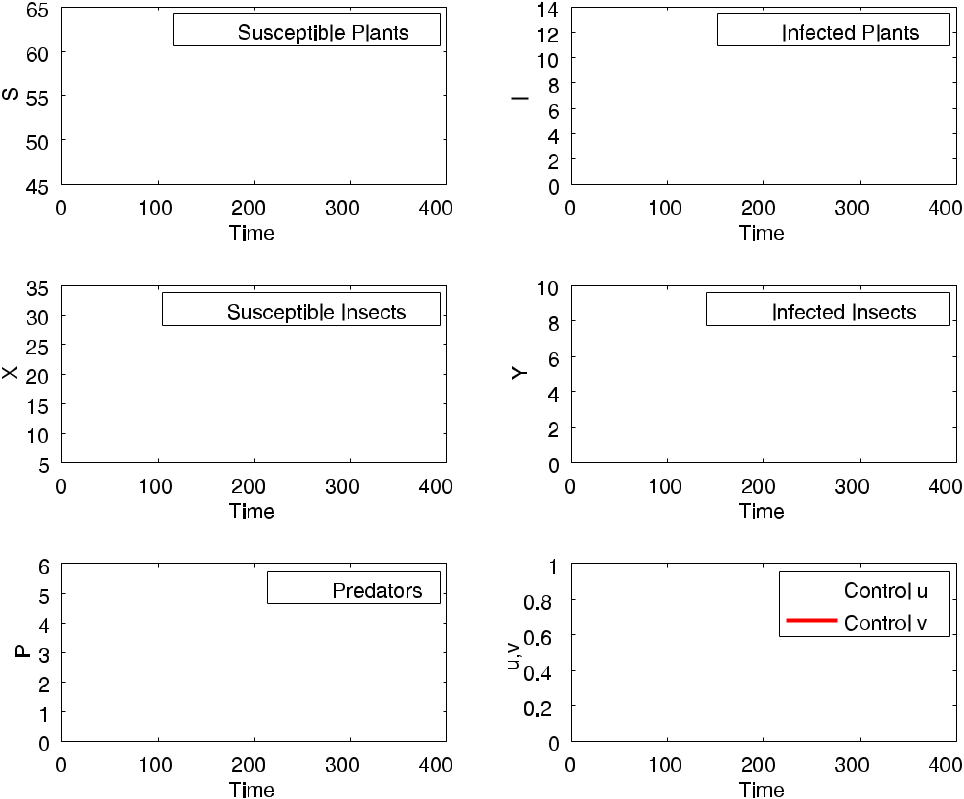 65
Susceptible Plants
60
55
S
50
45
0 100 200 300 400
Time
14
Infected Plants
12
10
8
I
6
4
2
0
0 100 200 300 400
Time
35
Susceptible Insects
30
25
X
20
15
10
5
0 100 200 300 400
Time
10
Infected Insects
8
6
Y
4
2
0
0 100 200 300 400
Time
6
Predators
5
4
P
3
2
1
0
0 100 200 300 400
Time
1
Control u
0.8
Control v
0.6
u,v
0.4
0.2
0
0 100 200 300 400
Time